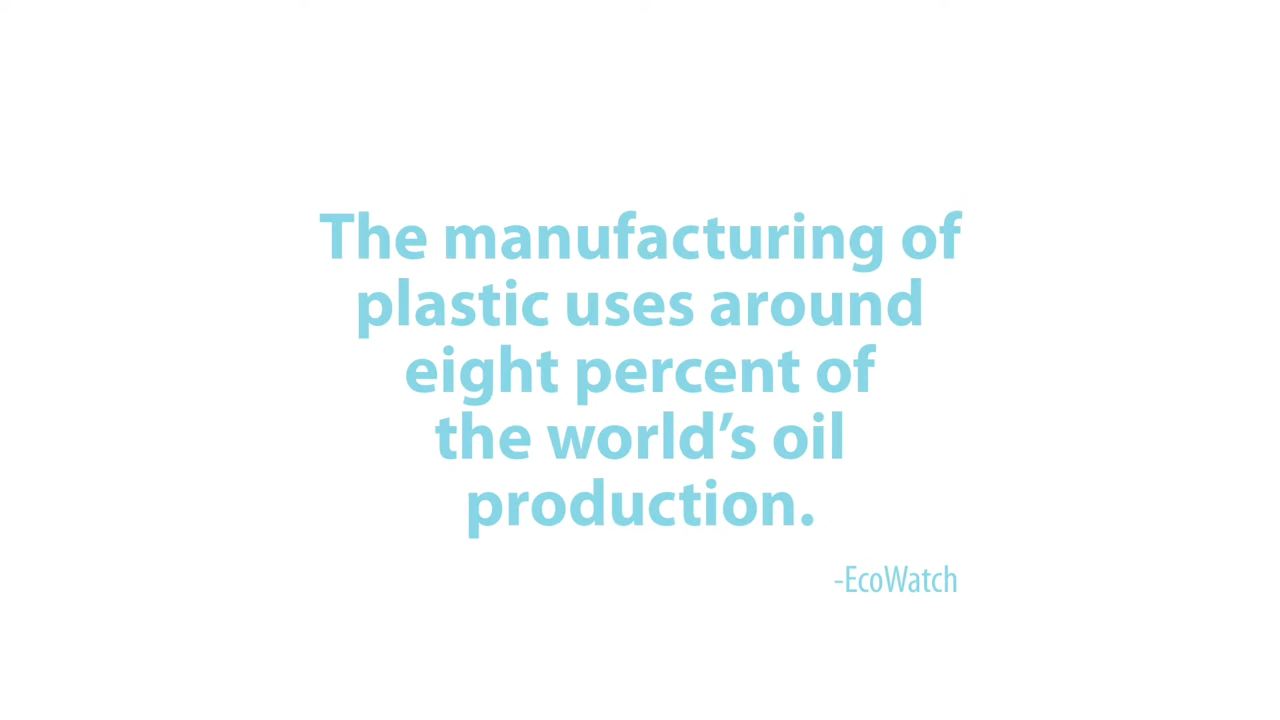 The manufacturing of
plastic uses around
eight percent of
the world’s oil
production.
-EcoWatch